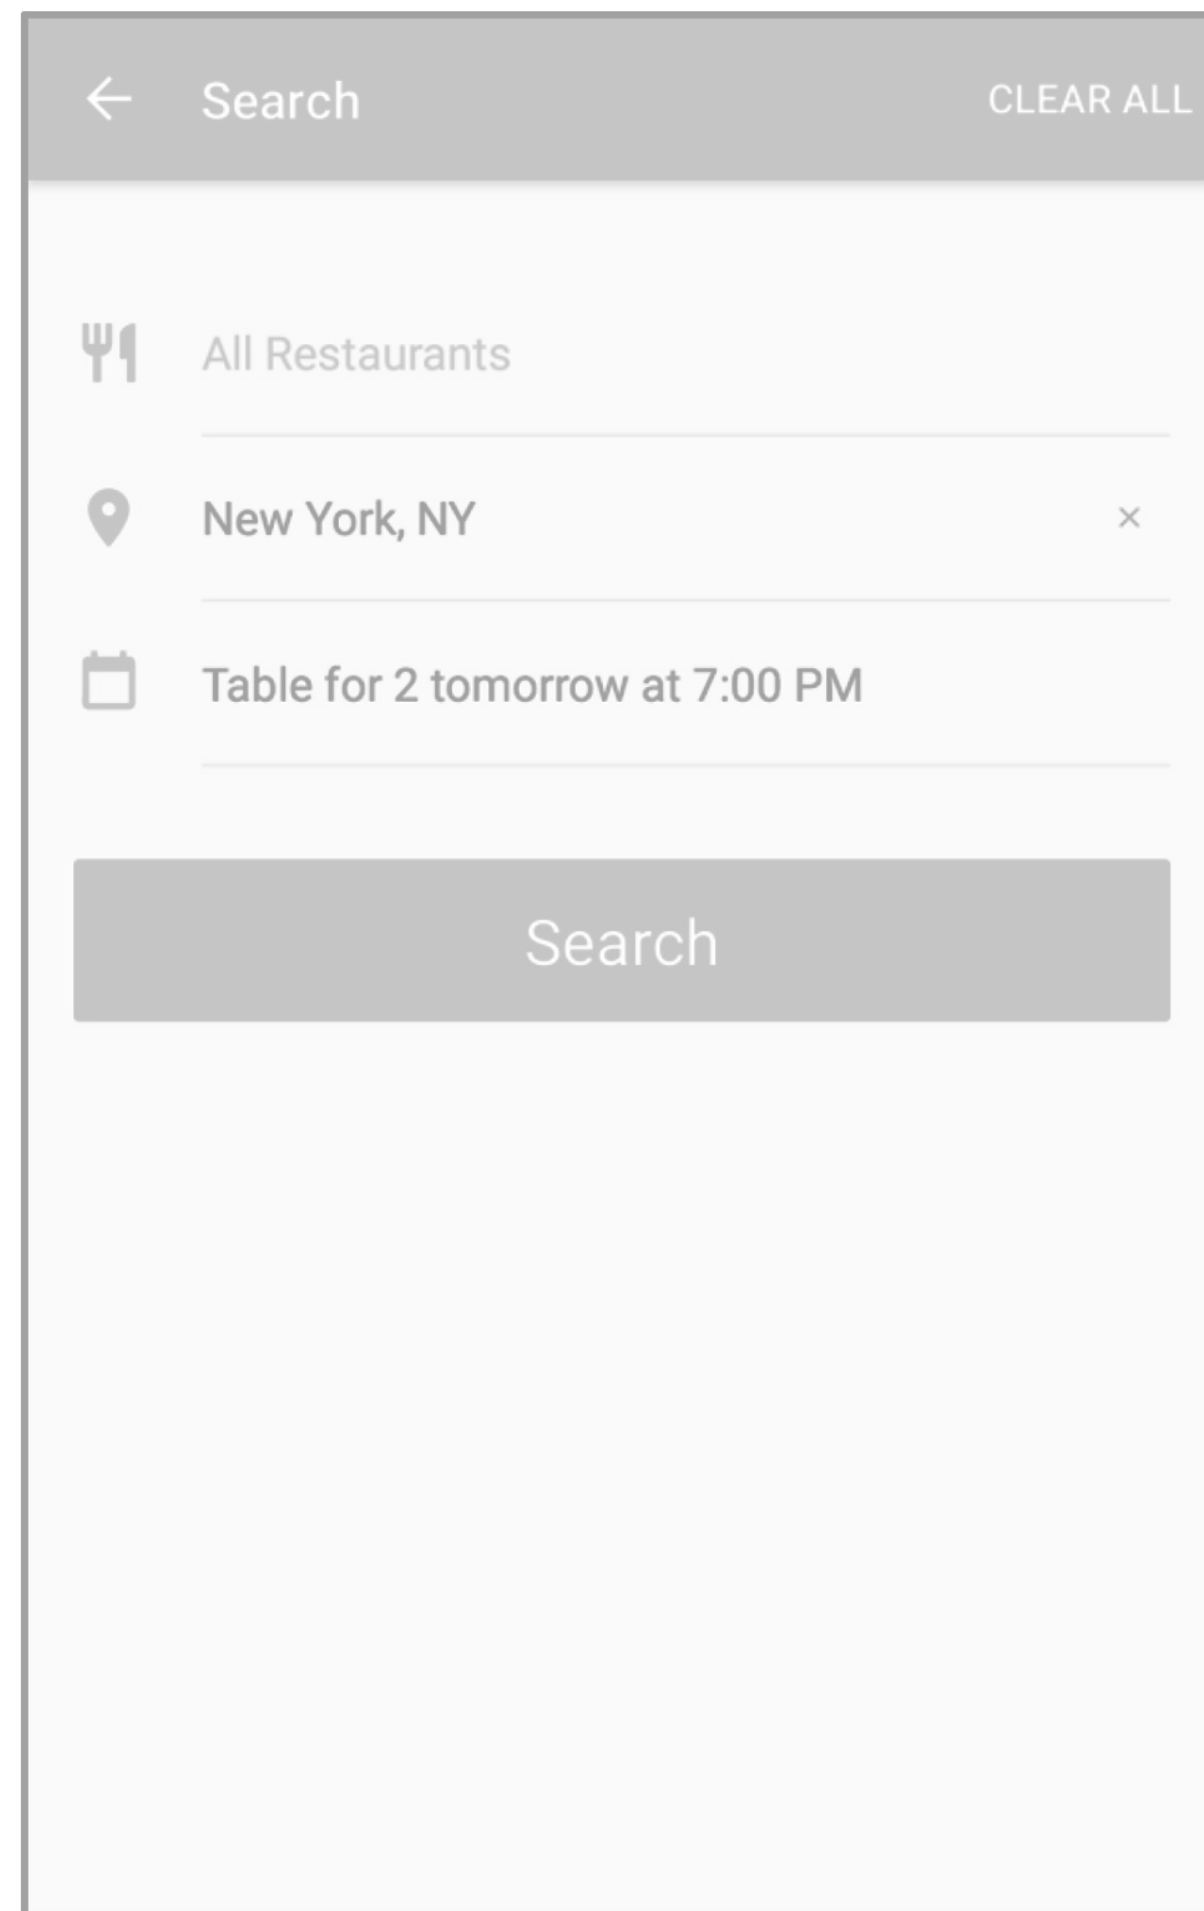 Search CLEAR ALL
All Restaurants
New York, NY
Table for 2 tomorrow at 7:00 PM
Search